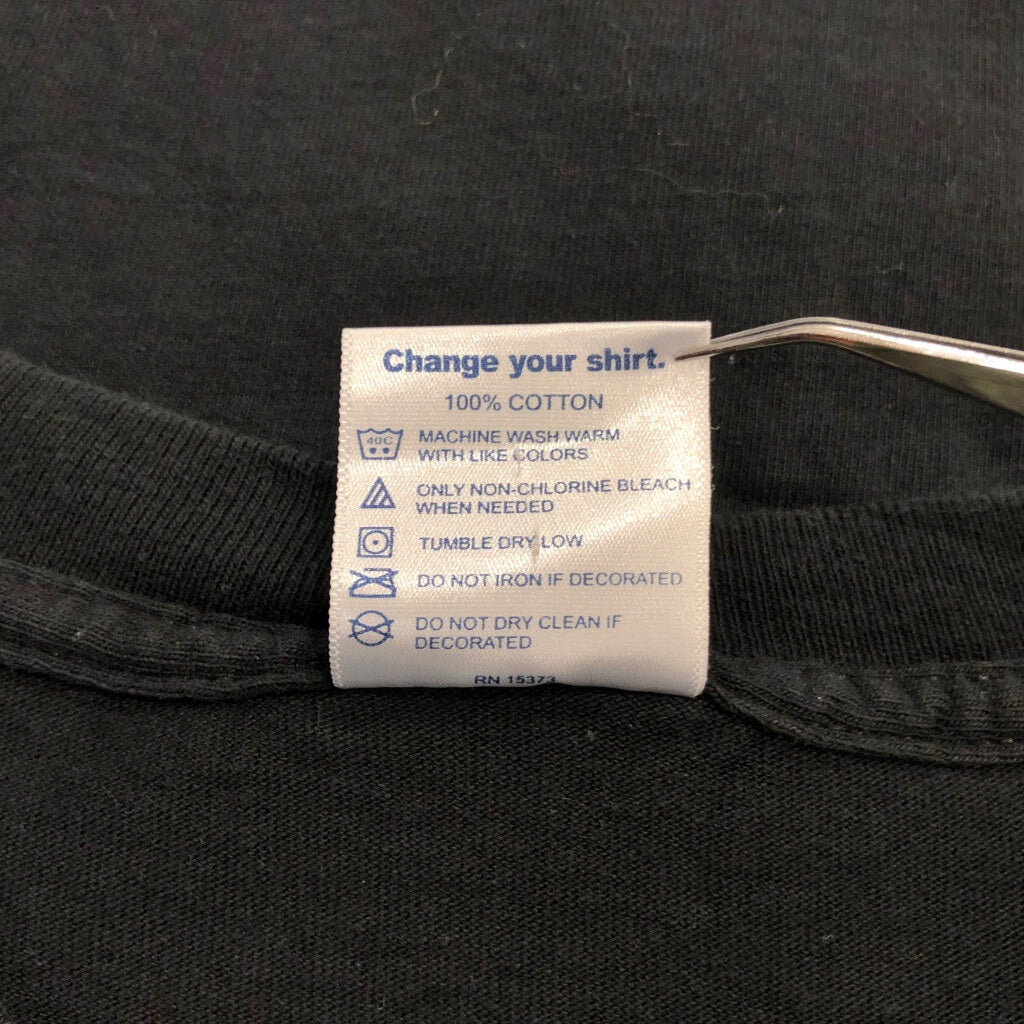 Change your shirt.
100% COTTON
40C
MACHINE WASH WARM
WITH LIKE COLORS
ONLY NON-CHLORINE BLEACH
WHEN NEEDED
TUMBLE DRY LOW
DO NOT IRON IF DECORATED
DO NOT DRY CLEAN IF
DECORATED
RN 15373